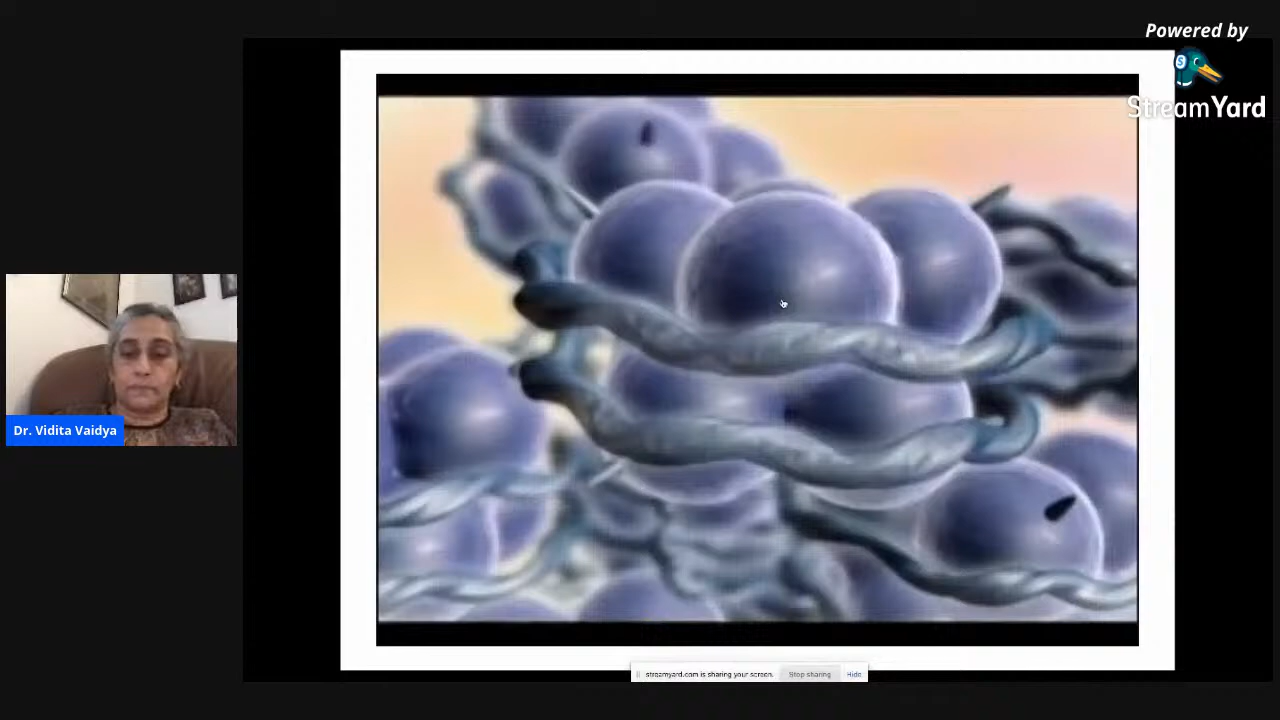 Powered by
StreamYard
Dr. Vidita Vaidya
streamyard.com is sharing your screen.
Stop sharing
Hide